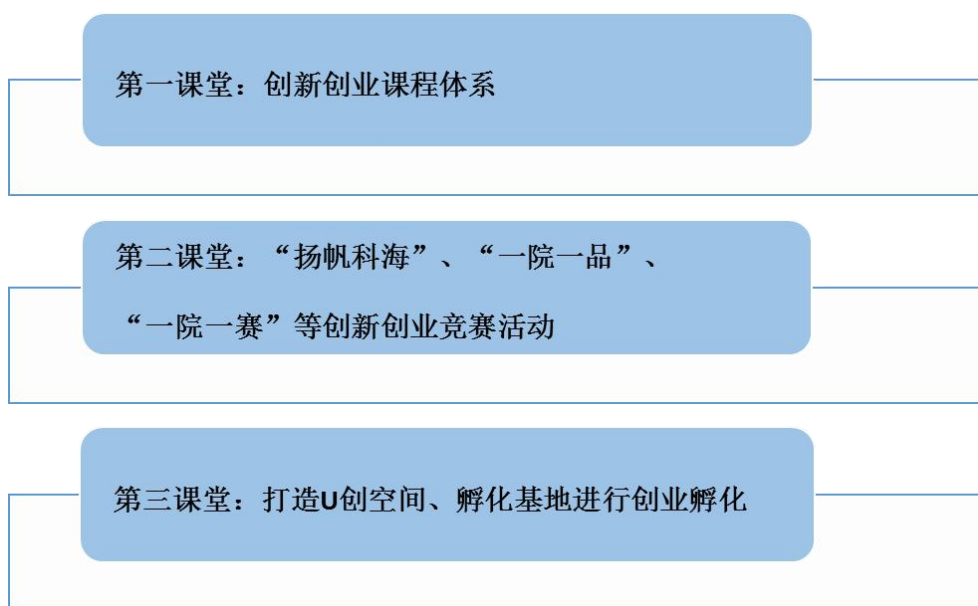 第一课堂：创新创业课程体系
第二课堂：“扬帆科海”、“一院一品”、
“一院一赛”等创新创业竞赛活动
第三课堂：打造U创空间、孵化基地进行创业孵化